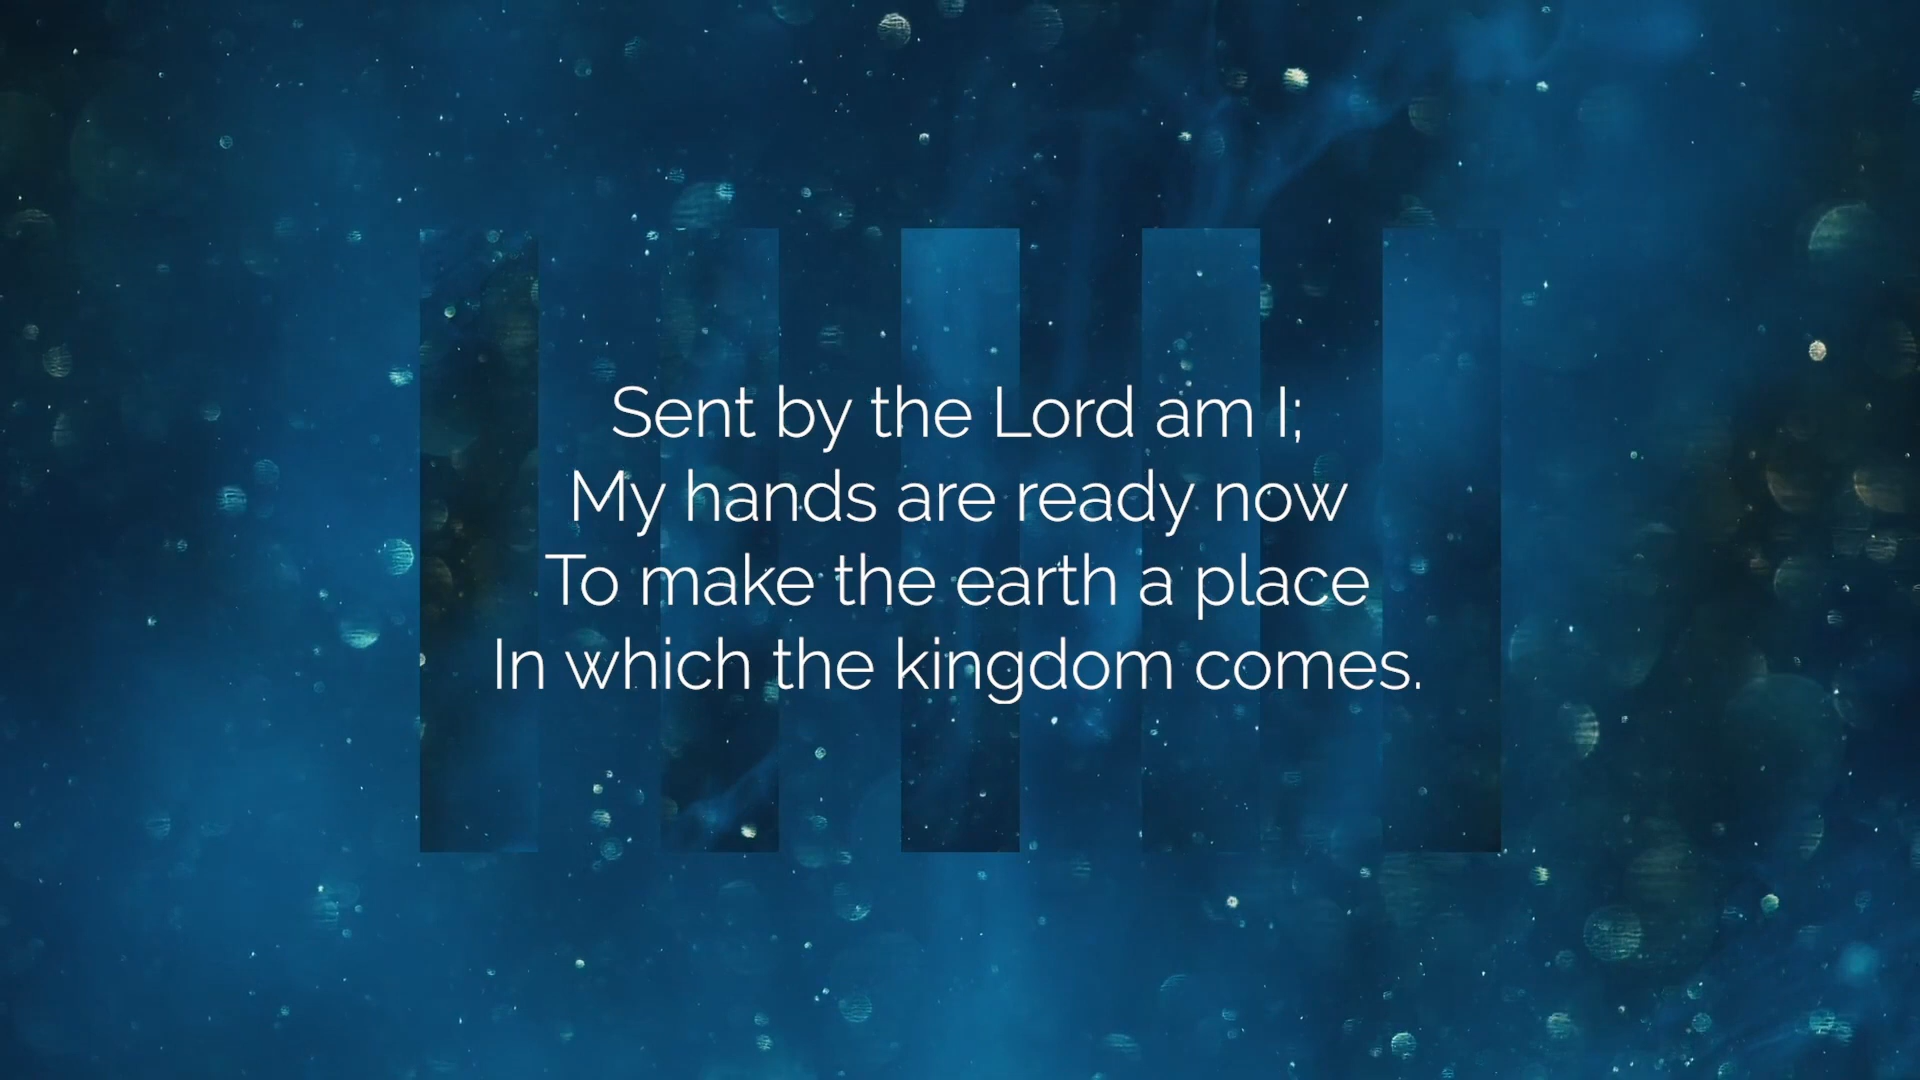 Sent by the Lord am I;
My hands are ready now
To make the earth a place
In which the kingdom comes.